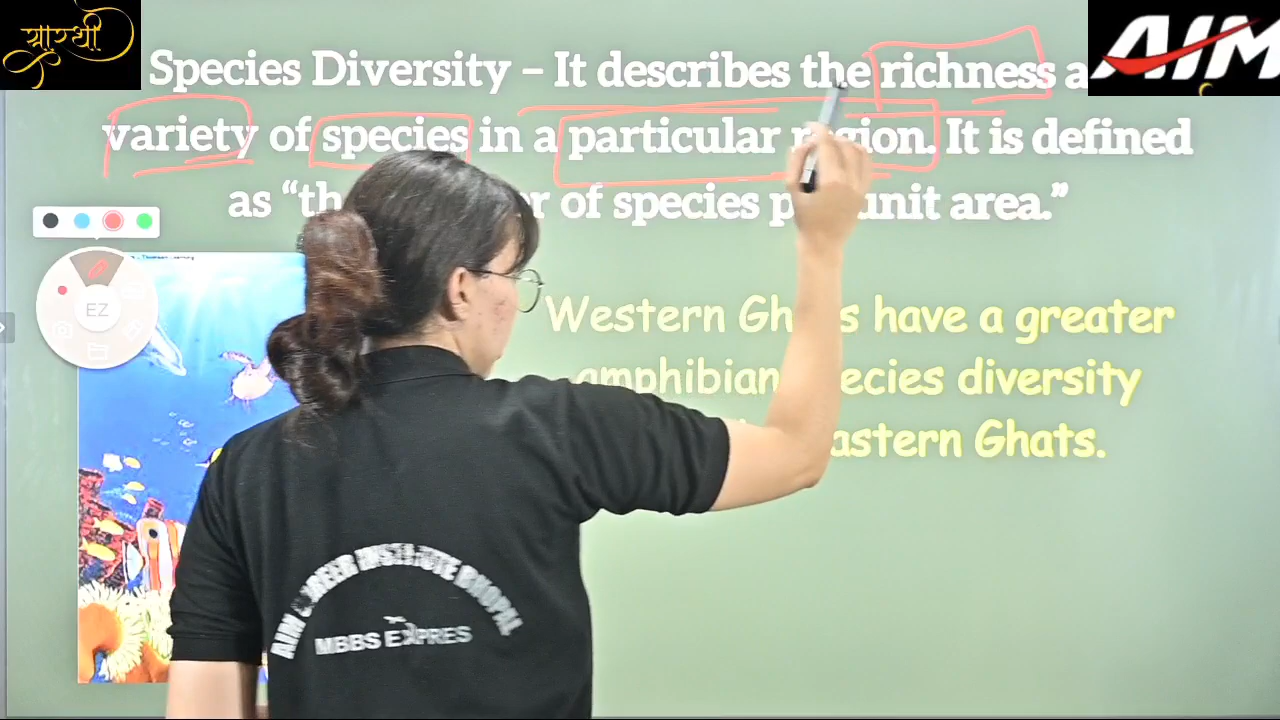 सारथी
AIM
Species Diversity – It describes the richness a
variety of species in a particular region. It is defined
as “th r of species p unit area.”
EZ
Western Gh s have a greater
amphibian ecies diversity
astern Ghats.
AIM CAREER INSTITUTE BHOPAL
MBBS EXPRES